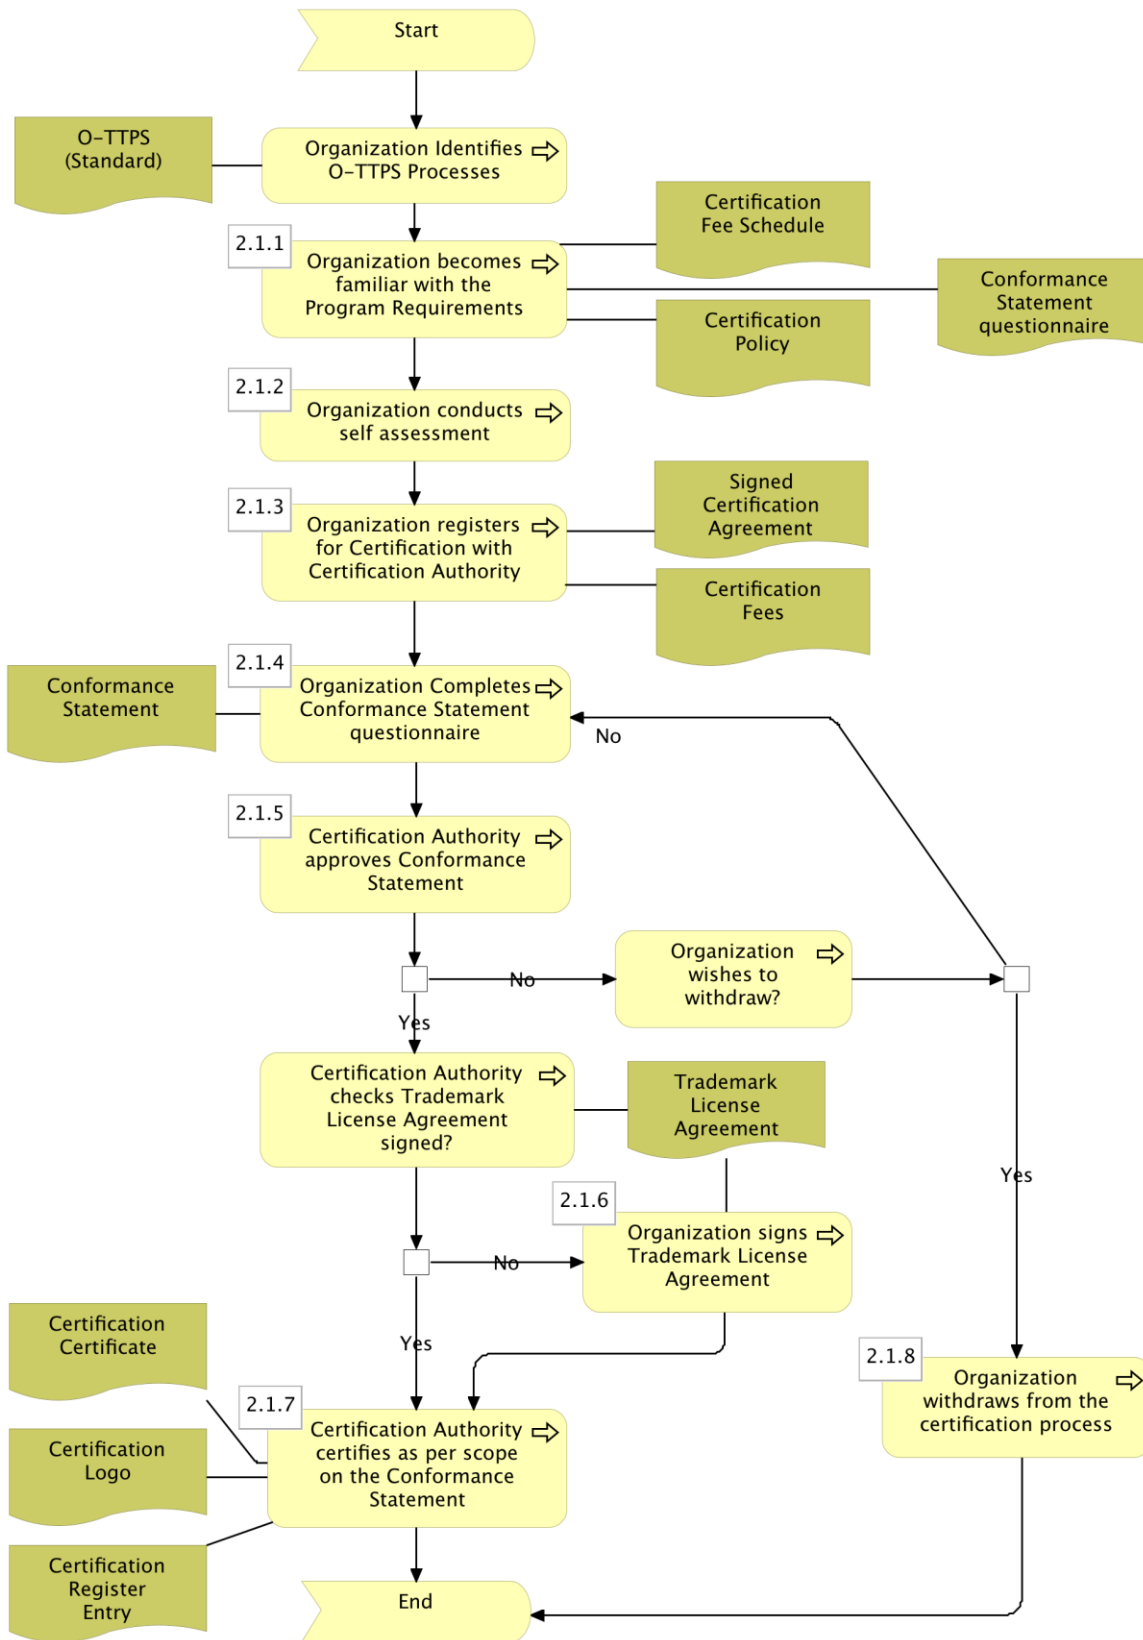 Start
O-TTPS
(Standard)
Organization Identifies
O-TTPS Processes
Certification
Fee Schedule
2.1.1
Organization becomes
familiar with the
Program Requirements
Conformance
Statement
questionnaire
Certification
Policy
2.1.2
Organization conducts
self assessment
Signed
Certification
Agreement
2.1.3
Organization registers
for Certification with
Certification Authority
Certification
Fees
2.1.4
Conformance
Statement
Organization Completes
Conformance Statement
questionnaire
No
2.1.5
Certification Authority
approves Conformance
Statement
No
Organization
wishes to
withdraw?
Yes
Certification Authority
checks Trademark
License Agreement
signed?
Trademark
License
Agreement
Yes
2.1.6
Organization signs
Trademark License
Agreement
No
Certification
Certificate
Yes
2.1.8
Organization
withdraws from the
certification process
2.1.7
Certification Authority
certifies as per scope
on the Conformance
Statement
Certification
Logo
Certification
Register
Entry
End